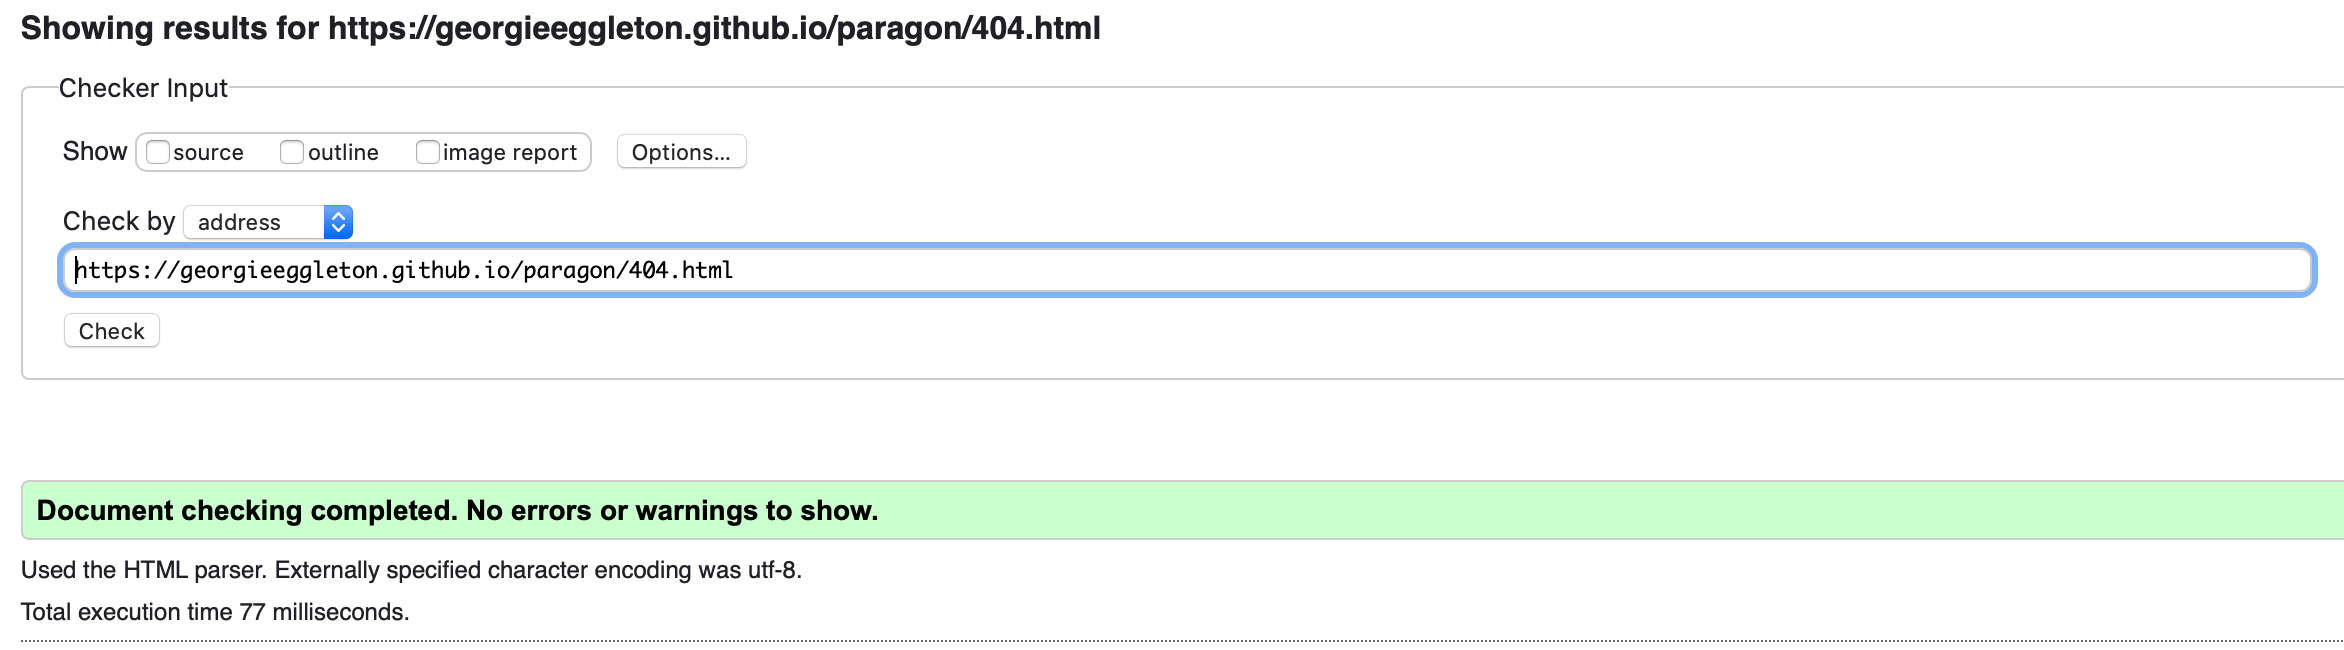 Showing results for https://georgieeggleton.github.io/paragon/404.html
Checker Input
Show source outline image report Options...
Check by address
https://georgieeggleton.github.io/paragon/404.html
Check
Document checking completed. No errors or warnings to show.
Used the HTML parser. Externally specified character encoding was utf-8.
Total execution time 77 milliseconds.